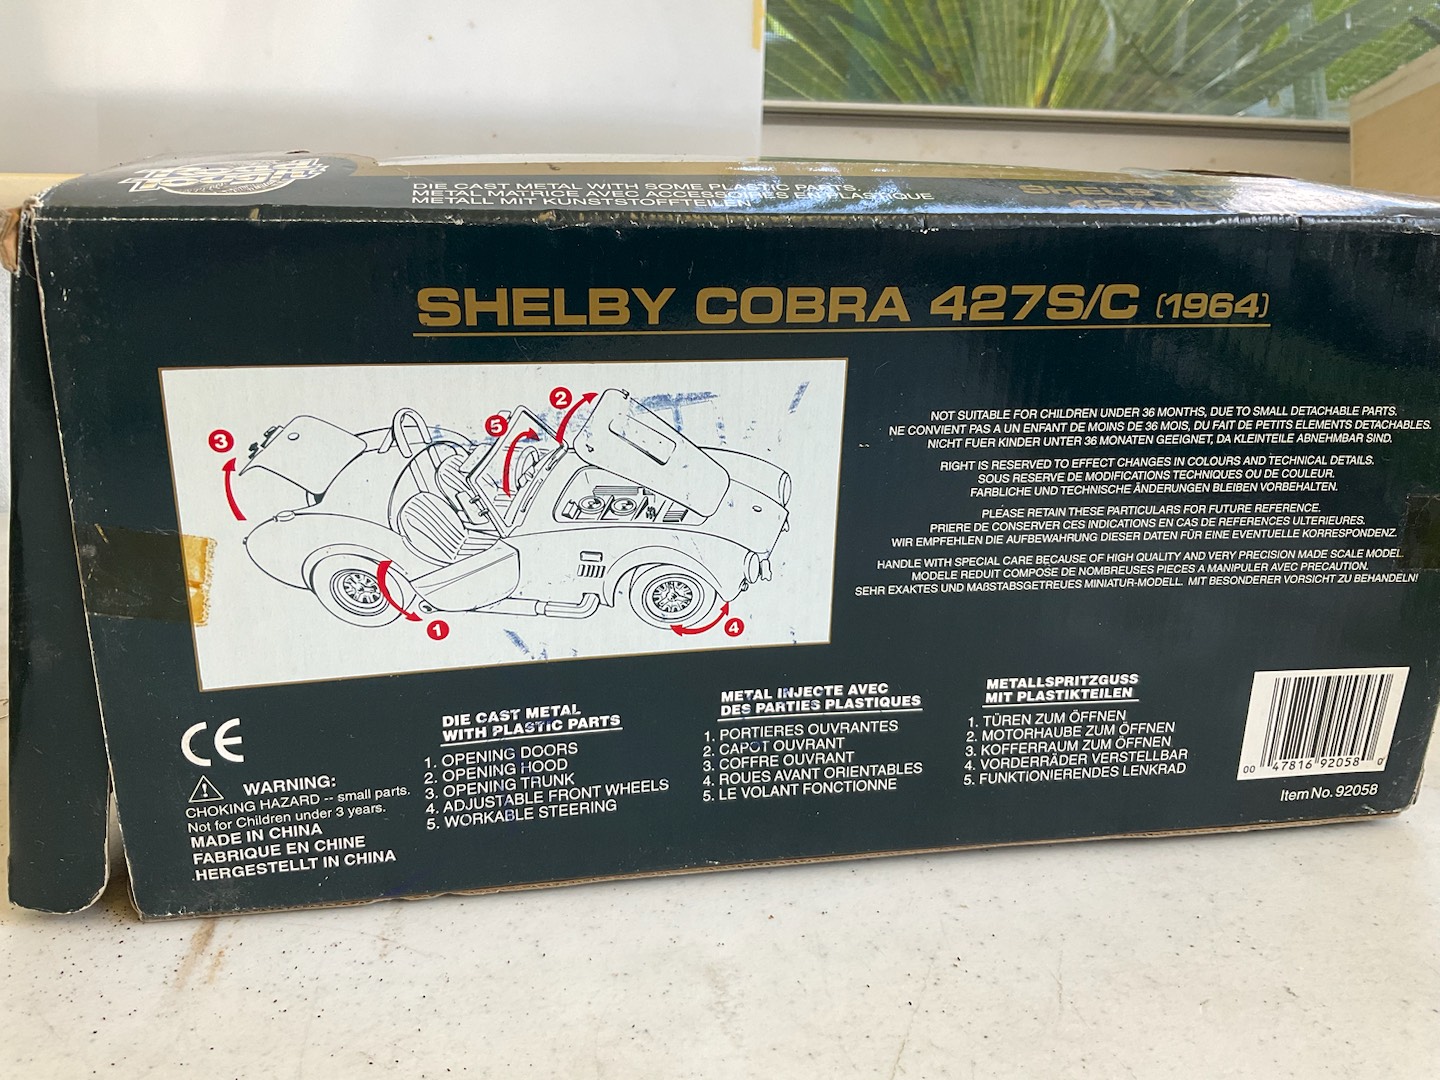 DIE CAST METAL WITH SOME PLASTIC PARTS.
METAL MATRICE AVEC ACCESSOIRES EN PLASTIQUE
METALL MIT KUNSTSTOFFTEILEN
SHELBY
SHELBY COBRA 427S/C (1964)
3
5
2
1
4
NOT SUITABLE FOR CHILDREN UNDER 36 MONTHS, DUE TO SMALL DETACHABLE PARTS.
NE CONVIENT PAS A UN ENFANT DE MOINS DE 36 MOIS, DU FAIT DE PETITS ELEMENTS DETACHABLES.
NICHT FUER KINDER UNTER 36 MONATEN GEEIGNET, DA KLEINTEILE ABNEHMBAR SIND.
RIGHT IS RESERVED TO EFFECT CHANGES IN COLOURS AND TECHNICAL DETAILS.
SOUS RESERVE DE MODIFICATIONS TECHNIQUES OU DE COULEUR.
FARBLICHE UND TECHNISCHE ÄNDERUNGEN BLEIBEN VORBEHALTEN.
PLEASE RETAIN THESE PARTICULARS FOR FUTURE REFERENCE.
PRIERE DE CONSERVER CES INDICATIONS EN CAS DE REFERENCES ULTERIEURES.
WIR EMPFEHLEN DIE AUFBEWAHRUNG DIESER DATEN FÜR EINE EVENTUELLE KORRESPONDENZ.
HANDLE WITH SPECIAL CARE BECAUSE OF HIGH QUALITY AND VERY PRECISION MADE SCALE MODEL.
MODELE REDUIT COMPOSE DE NOMBREUSES PIECES A MANIPULER AVEC PRECAUTION.
SEHR EXAKTES UND MAßSTABSGETREUES MINIATUR-MODELL. MIT BESONDERER VORSICHT ZU BEHANDELN!
CE
WARNING:
CHOKING HAZARD -- small parts.
Not for Children under 3 years.
MADE IN CHINA
FABRIQUE EN CHINE
HERGESTELLT IN CHINA
DIE CAST METAL
WITH PLASTIC PARTS
1. OPENING DOORS
2. OPENING HOOD
3. OPENING TRUNK
4. ADJUSTABLE FRONT WHEELS
5. WORKABLE STEERING
METAL INJECTE AVEC
DES PARTIES PLASTIQUES
1. PORTIERES OUVRANTES
2. CAPOT OUVRANT
3. COFFRE OUVRANT
4. ROUES AVANT ORIENTABLES
5. LE VOLANT FONCTIONNE
METALLSPRITZGUSS
MIT PLASTIKTEILEN
1. TÜREN ZUM ÖFFNEN
2. MOTORHAUBE ZUM ÖFFNEN
3. KOFFERRAUM ZUM ÖFFNEN
4. VORDERRÄDER VERSTELLBAR
5. FUNKTIONIERENDES LENKRAD
00 47816 92058 0
Item No. 92058